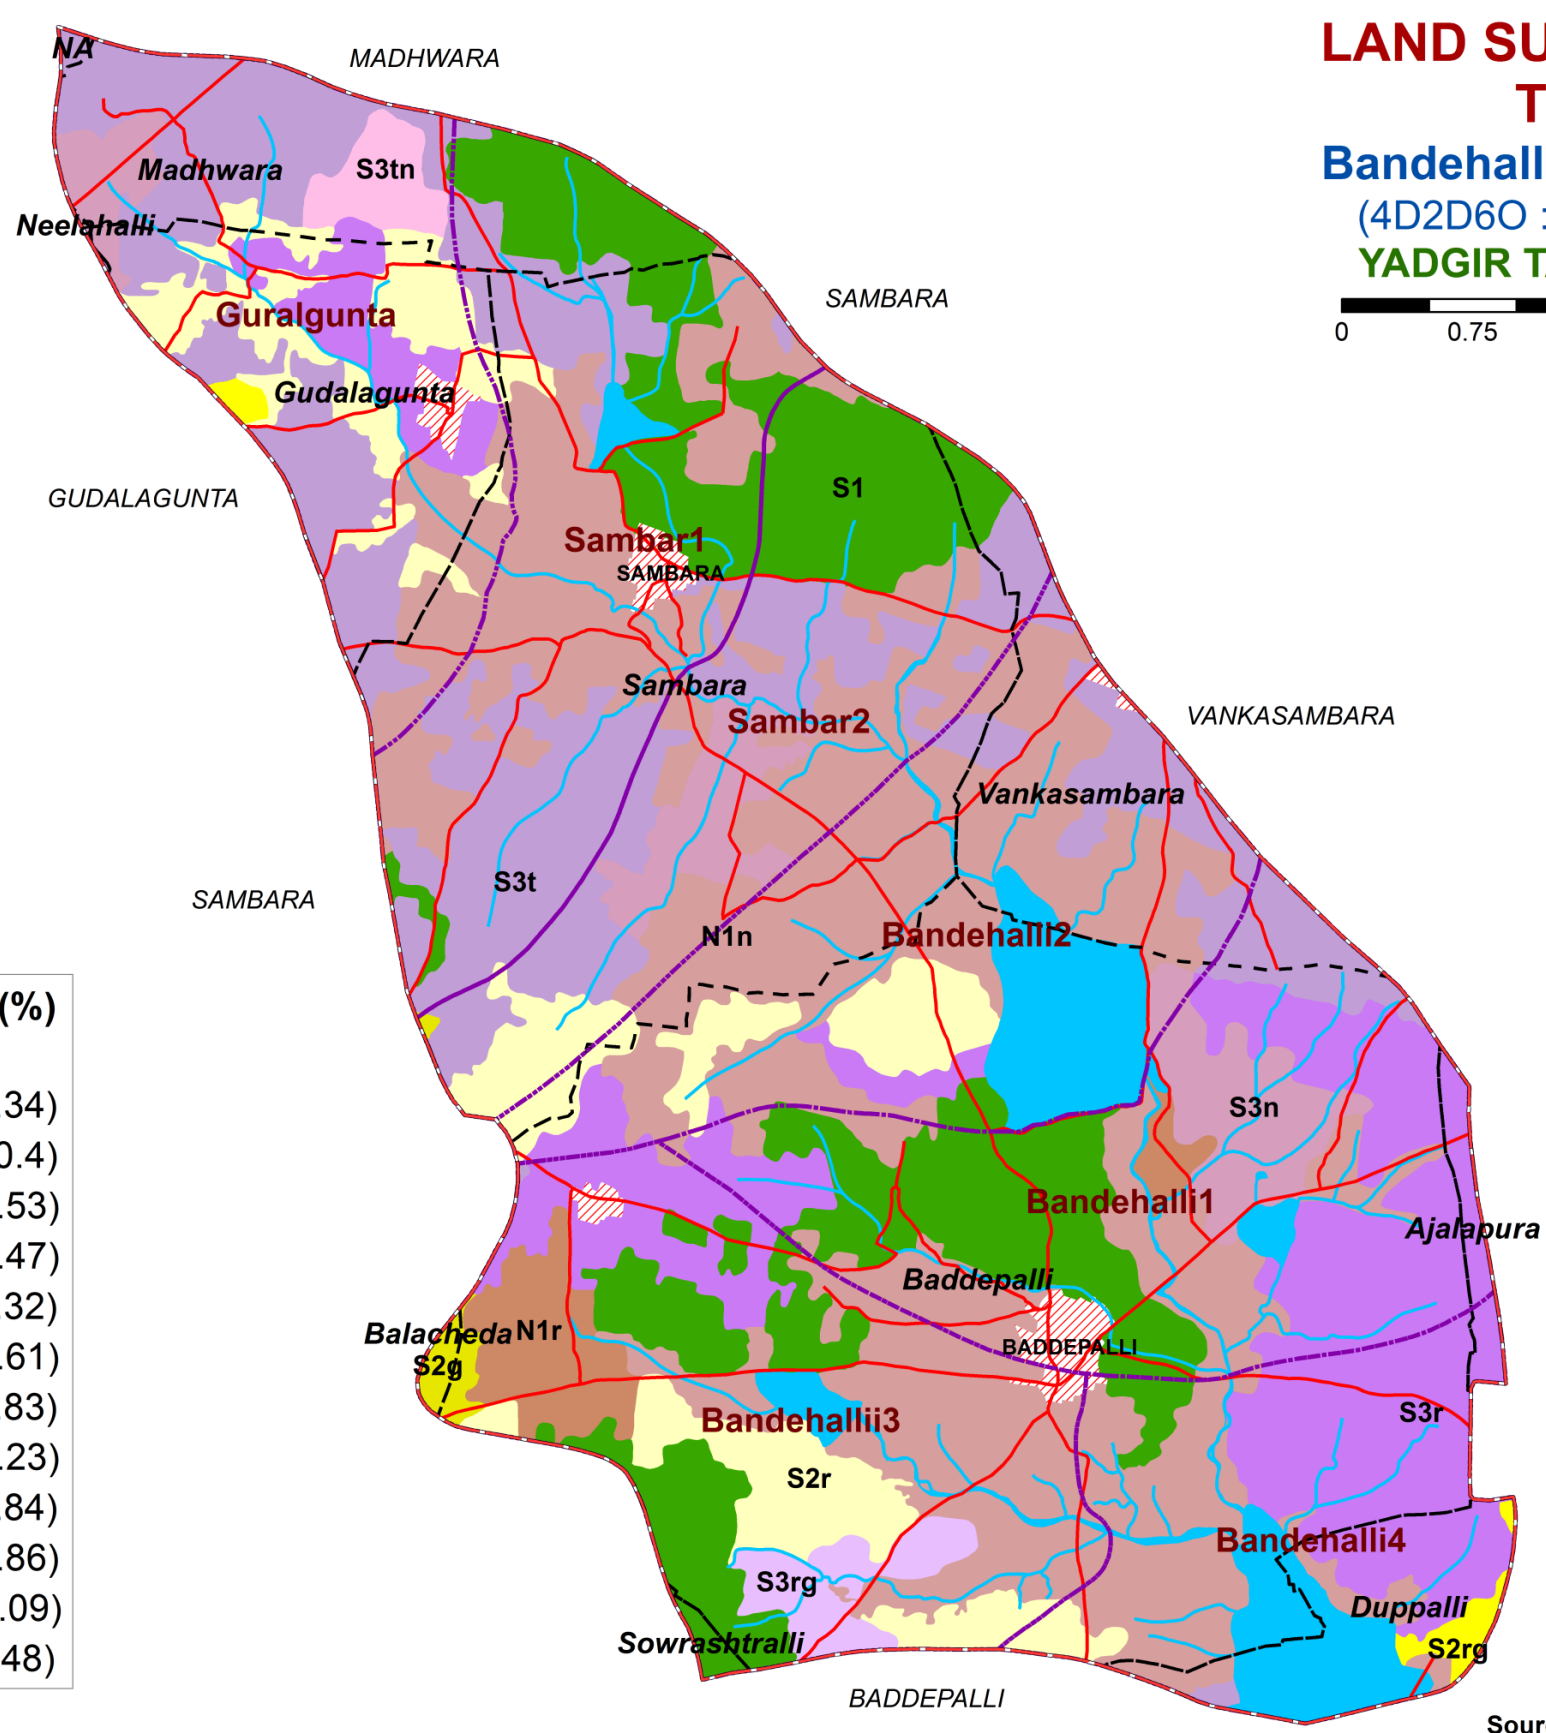 LAND SU
T
Bandehall
(4D2D6O :
YADGIR TA
0 0.75
NA
MADHWARA
Madhwara
S3tn
Neelahalli
SAMBARA
Guralgunta
Gudalagunta
GUDALAGUNTA
S1
Sambar1
SAMBARA
Sambara
Sambar2
VANKASAMBARA
Vankasambara
S3t
SAMBARA
N1n
Bandehalli2
(%)
.34)
0.4)
.53)
.47)
.32)
.61)
.83)
.23)
.84)
.86)
.09)
48)
S3n
Bandehalli1
Ajalapura
Baddepalli
Balacheda
N1r
S2g
BADDEPALLI
S3r
Bandehallii3
S2r
Bandehalli4
S3rg
Duppalli
Sowrashtralli
S2rg
BADDEPALLI
Sour